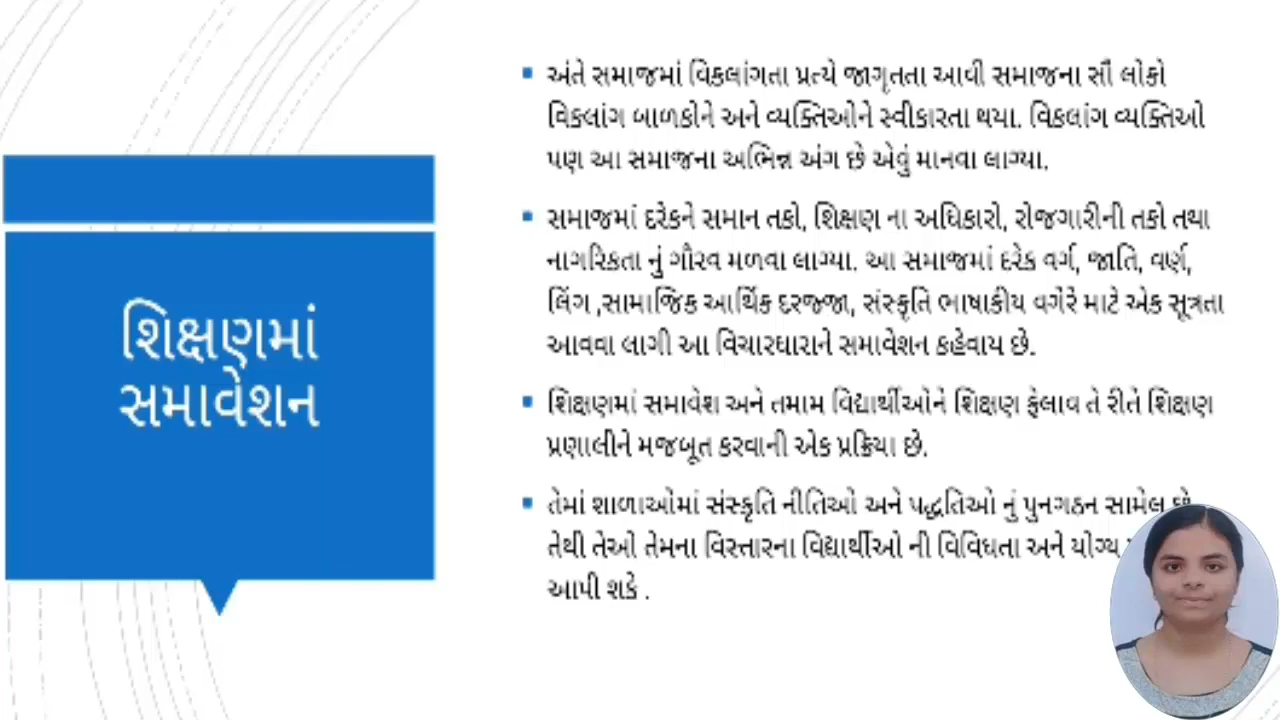 શિક્ષણમાં
સમાવેશન
અંતે સમાજમાં વિકલાંગતા પ્રત્યે જાગૃતતા આવી સમાજના સૌ લોકો
વિકલાંગ બાળકોને અને વ્યક્તિઓને સ્વીકારતા થયા. વિકલાંગ વ્યક્તિઓ
પણ આ સમાજના અભિન્ન અંગ છે એવું માનવા લાગ્યા.
સમાજમાં દરેકને સમાન તકો, શિક્ષણ ના અધિકારો, રોજગારીની તકો તથા
નાગરિકતા નું ગૌરવ મળવા લાગ્યા. આ સમાજમાં દરેક વર્ગ, જાતિ, વર્ણ,
લિંગ ,સામાજિક આર્થિક દરજ્જા, સંસ્કૃતિ ભાષાકીય વગેરે માટે એક સૂત્રતા
આવવા લાગી આ વિચારધારાને સમાવેશન કહેવાય છે.
શિક્ષણમાં સમાવેશ અને તમામ વિદ્યાર્થીઓને શિક્ષણ ફેલાવ તે રીતે શિક્ષણ
પ્રણાલીને મજબૂત કરવાની એક પ્રક્રિયા છે.
તેમાં શાળાઓમાં સંસ્કૃતિ નીતિઓ અને પદ્ધતિઓ નું પુનગઠન સામેલ છે
તેથી તેઓ તેમના વિસ્તારના વિદ્યાર્થીઓ ની વિવિધતા અને યોગ્ય
આપી શકે .